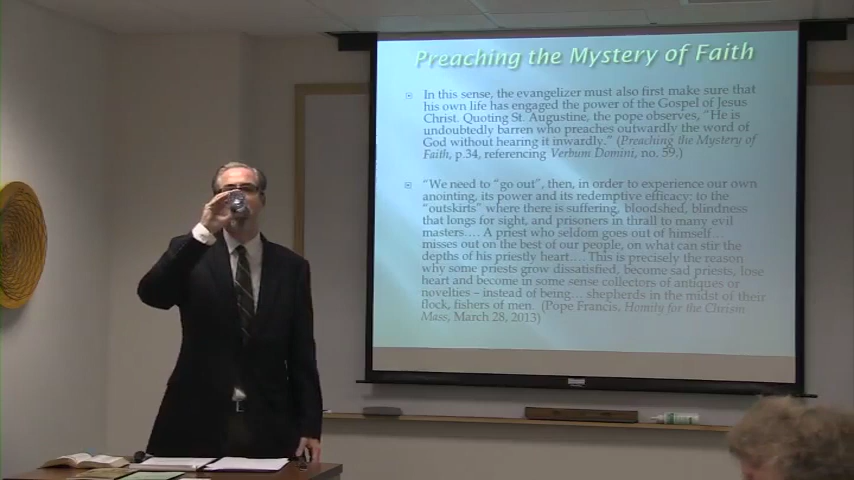 Preaching the Mystery of Faith
In this sense, the evangelizer must also first make sure that
his own life has engaged the power of the Gospel of Jesus
Christ. Quoting St. Augustine, the pope observes, "He is
undoubtedly barren who preaches outwardly the word of
God without hearing it inwardly." (Preaching the Mystery of
Faith, p.34, referencing Verbum Domini, no. 59.)
"We need to "go out", then, in order to experience our own
anointing, its power and its redemptive efficacy: to the
"outskirts" where there is suffering, bloodshed, blindness
that longs for sight, and prisoners in thrall to many evil
masters.… A priest who seldom goes out of himself…
misses out on the best of our people, on what can stir the
depths of his priestly heart.… This is precisely the reason
why some priests grow dissatisfied, become sad priests, lose
heart and become in some sense collectors of antiques or
novelties – instead of being… shepherds in the midst of their
flock, fishers of men. (Pope Francis, Homily for the Chrism
Mass, March 28, 2013)